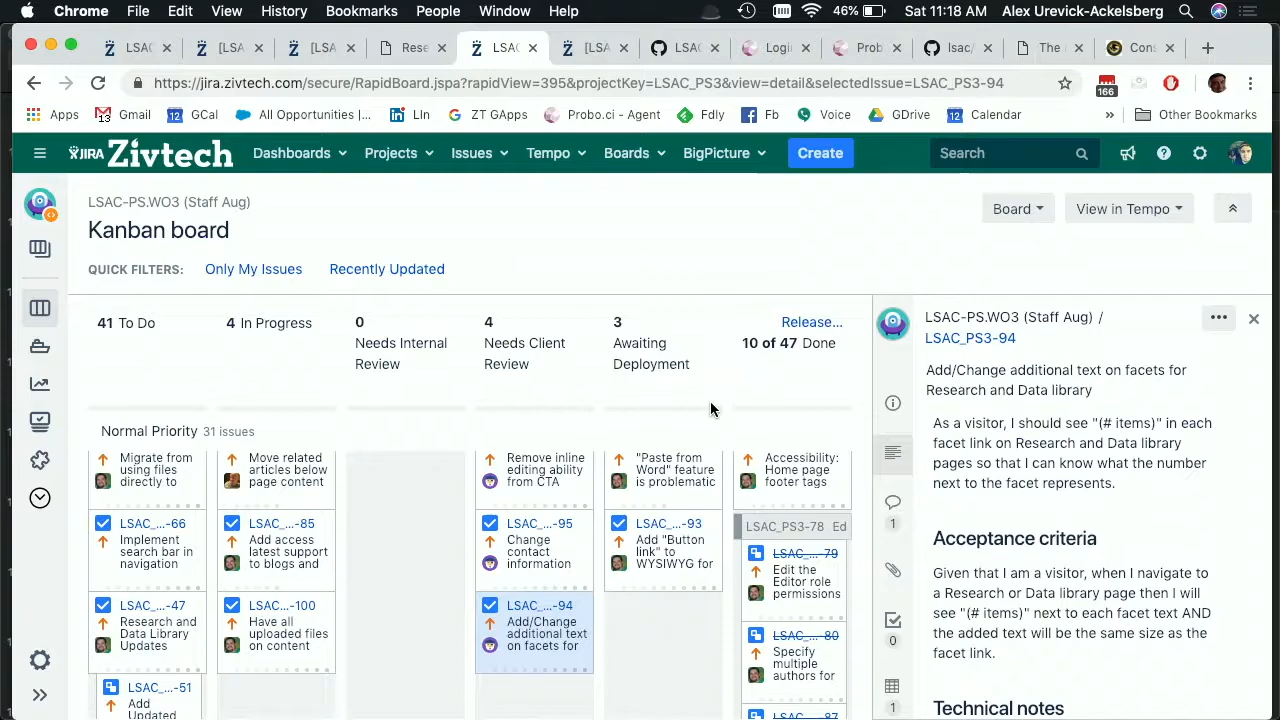 Chrome File Edit View History Bookmarks People Window Help 46% Sat 11:18 AM Alex Urevick-Ackelsberg
LSAC [LSA [LSA Rese LSAC [LSA LSAC Logi Prob lsac/ The Cons
https://jira.zivtech.com/secure/RapidBoard.jspa?rapidView=395&projectKey=LSAC_PS3&view=detail&selectedIssue=LSAC_PS3-94 166
Apps Gmail GCal All Opportunities |... LIn ZT GApps Probo.ci - Agent Fdly Fb Voice GDrive Calendar » Other Bookmarks
JIRA Zivtech Dashboards Projects Issues Tempo Boards BigPicture Create Search
LSAC-PS.WO3 (Staff Aug)
Kanban board
Board View in Tempo
QUICK FILTERS: Only My Issues Recently Updated
41 To Do
4 In Progress
0
Needs Internal
Review
4
Needs Client
Review
3
Awaiting
Deployment
Release...
10 of 47 Done
Normal Priority 31 issues
Migrate from
using files
directly to
Move related
articles below
page content
Remove inline
editing ability
from CTA
"Paste from
Word" feature
is problematic
Accessibility:
Home page
footer tags
LSAC_...-66
Implement
search bar in
navigation
LSAC_...-85
Add access
latest support
to blogs and
LSAC_...-95
Change
contact
information
LSAC_...-93
Add "Button
link" to
WYSIWYG for
LSAC_PS3-78 Ed
LSAC_...-79
Edit the
Editor role
permissions
LSAC_...-47
Research and
Data Library
Updates
LSAC...-100
Have all
uploaded files
on content
LSAC_...-94
Add/Change
additional text
on facets for
LSAC_...-80
Specify
multiple
authors for
LSAC_...-51
Add
Updated
LSAC_...-87
LSAC-PS.WO3 (Staff Aug) /
LSAC_PS3-94
Add/Change additional text on facets for
Research and Data library
As a visitor, I should see "(# items)" in each
facet link on Research and Data library
pages so that I can know what the number
next to the facet represents.
1
0
1
Acceptance criteria
Given that I am a visitor, when I navigate to
a Research or Data library page then I will
see "(# items)" next to each facet text AND
the added text will be the same size as the
facet link.
Technical notes